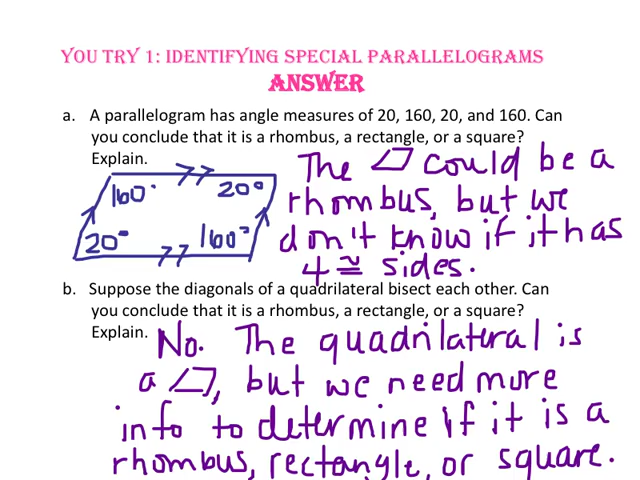 YOU TRY 1: IDENTIFYING SPECIAL PARALLELOGRAMS
ANSWER
a. A parallelogram has angle measures of 20, 160, 20, and 160. Can
you conclude that it is a rhombus, a rectangle, or a square?
Explain.
160° 20°
20° 160°
The ▱ could be a
rhombus, but we
don't know if it has
4 ≅ sides.
b. Suppose the diagonals of a quadrilateral bisect each other. Can
you conclude that it is a rhombus, a rectangle, or a square?
Explain.
No. The quadrilateral is
a ▱, but we need more
info to determine if it is a
rhombus, rectangle, or square.